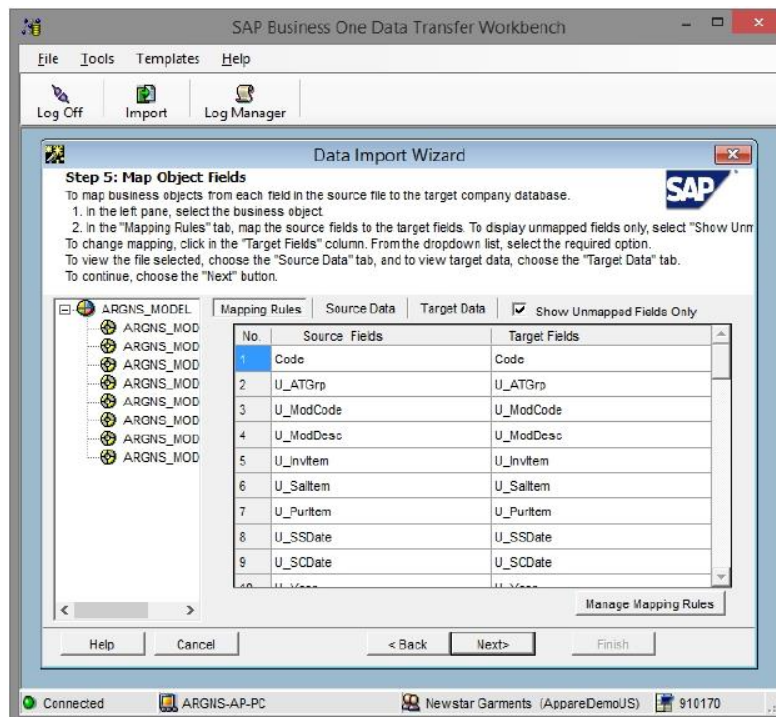 SAP Business One Data Transfer Workbench
File Tools Templates Help
Log Off Import Log Manager
Data Import Wizard
Step 5: Map Object Fields
To map business objects from each field in the source file to the target company database.
1. In the left pane, select the business object
2. In the "Mapping Rules" tab, map the source fields to the target fields. To display unmapped fields only, select "Show Unm
To change mapping, click in the "Target Fields" column. From the dropdown list, select the required option.
To view the file selected, choose the "Source Data" tab, and to view target data, choose the "Target Data" tab.
To continue, choose the "Next" button.
SAP
ARGNS_MODEL
ARGNS_MOD
ARGNS_MOD
ARGNS_MOD
ARGNS_MOD
ARGNS_MOD
ARGNS_MOD
ARGNS_MOD
ARGNS_MOD
Mapping Rules Source Data Target Data Show Unmapped Fields Only
No. Source Fields Target Fields
1 Code Code
2 U_ATGrp U_ATGrp
3 U_ModCode U_ModCode
4 U_ModDesc U_ModDesc
5 U_InvItem U_InvItem
6 U_SalItem U_SalItem
7 U_PurItem U_PurItem
8 U_SSDate U_SSDate
9 U_SCDate U_SCDate
10 U_Year U_Year
Manage Mapping Rules
Help Cancel < Back Next> Finish
Connected ARGNS-AP-PC Newstar Garments (AppareDemoUS) 910170